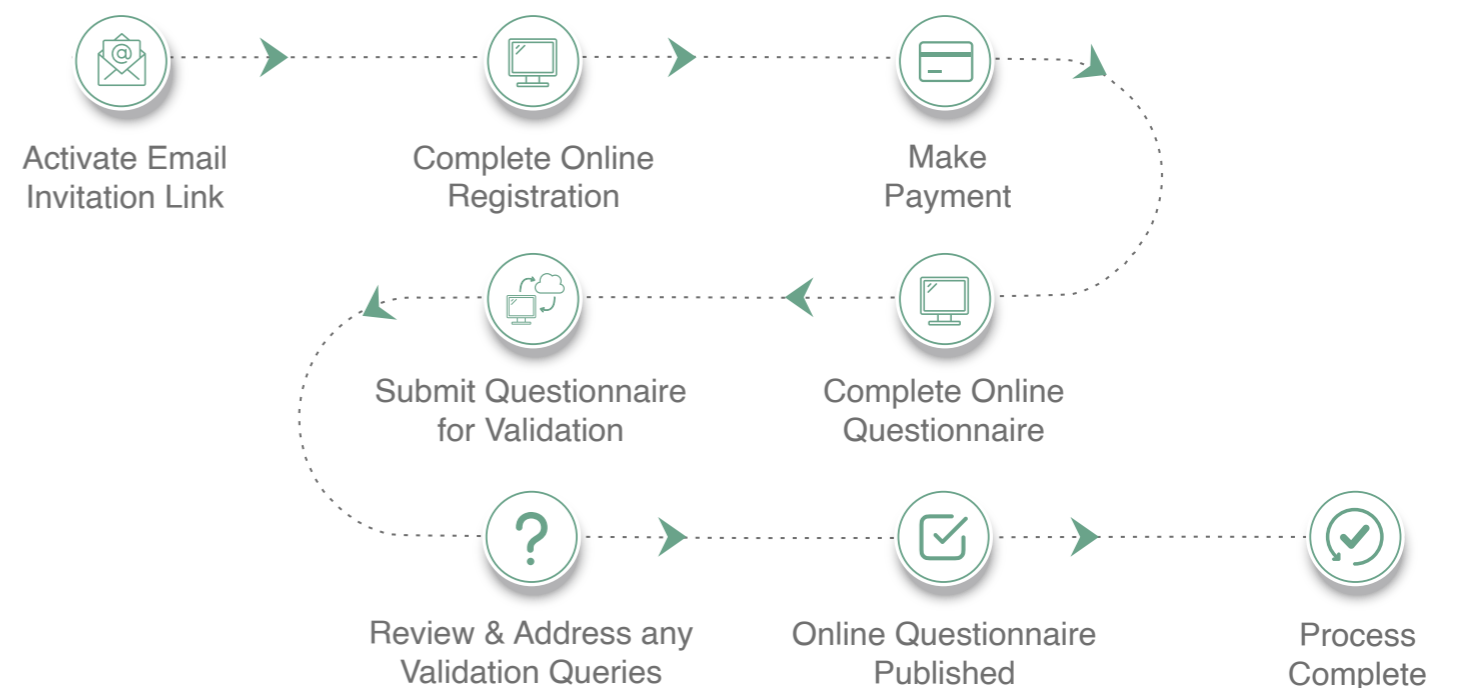 Activate Email
Invitation Link
Complete Online
Registration
Make
Payment
Complete Online
Questionnaire
Submit Questionnaire
for Validation
Review & Address any
Validation Queries
Online Questionnaire
Published
Process
Complete